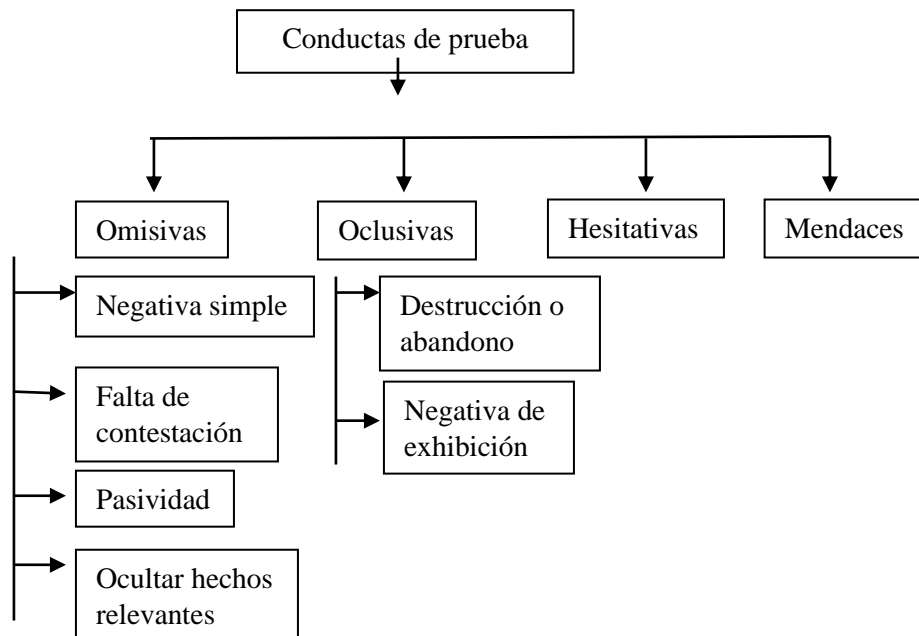 Conductas de prueba
Omisivas
Oclusivas
Hesitativas
Mendaces
Negativa simple
Falta de
contestación
Pasividad
Ocultar hechos
relevantes
Destrucción o
abandono
Negativa de
exhibición